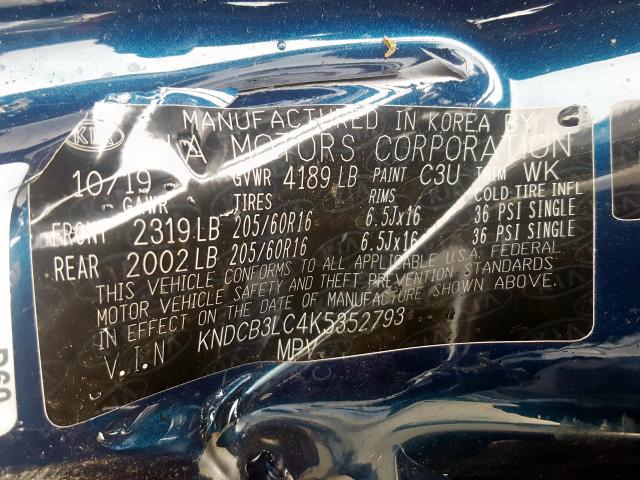 KIA
MANUFACTURED IN KOREA BY
KIA MOTORS CORPORATION
10/19 GVWR 4189 LB PAINT C3U TRIM WK
GAWR TIRES RIMS COLD TIRE INFL
FRONT 2319 LB 205/60R16 6.5Jx16 36 PSI SINGLE
REAR 2002 LB 205/60R16 6.5Jx16 36 PSI SINGLE
THIS VEHICLE CONFORMS TO ALL APPLICABLE U.S.A. FEDERAL
MOTOR VEHICLE SAFETY AND THEFT PREVENTION STANDARDS
IN EFFECT ON THE DATE OF MANUFACTURE SHOWN ABOVE.
V.I.N KNDCB3LC4K5352793
MPV